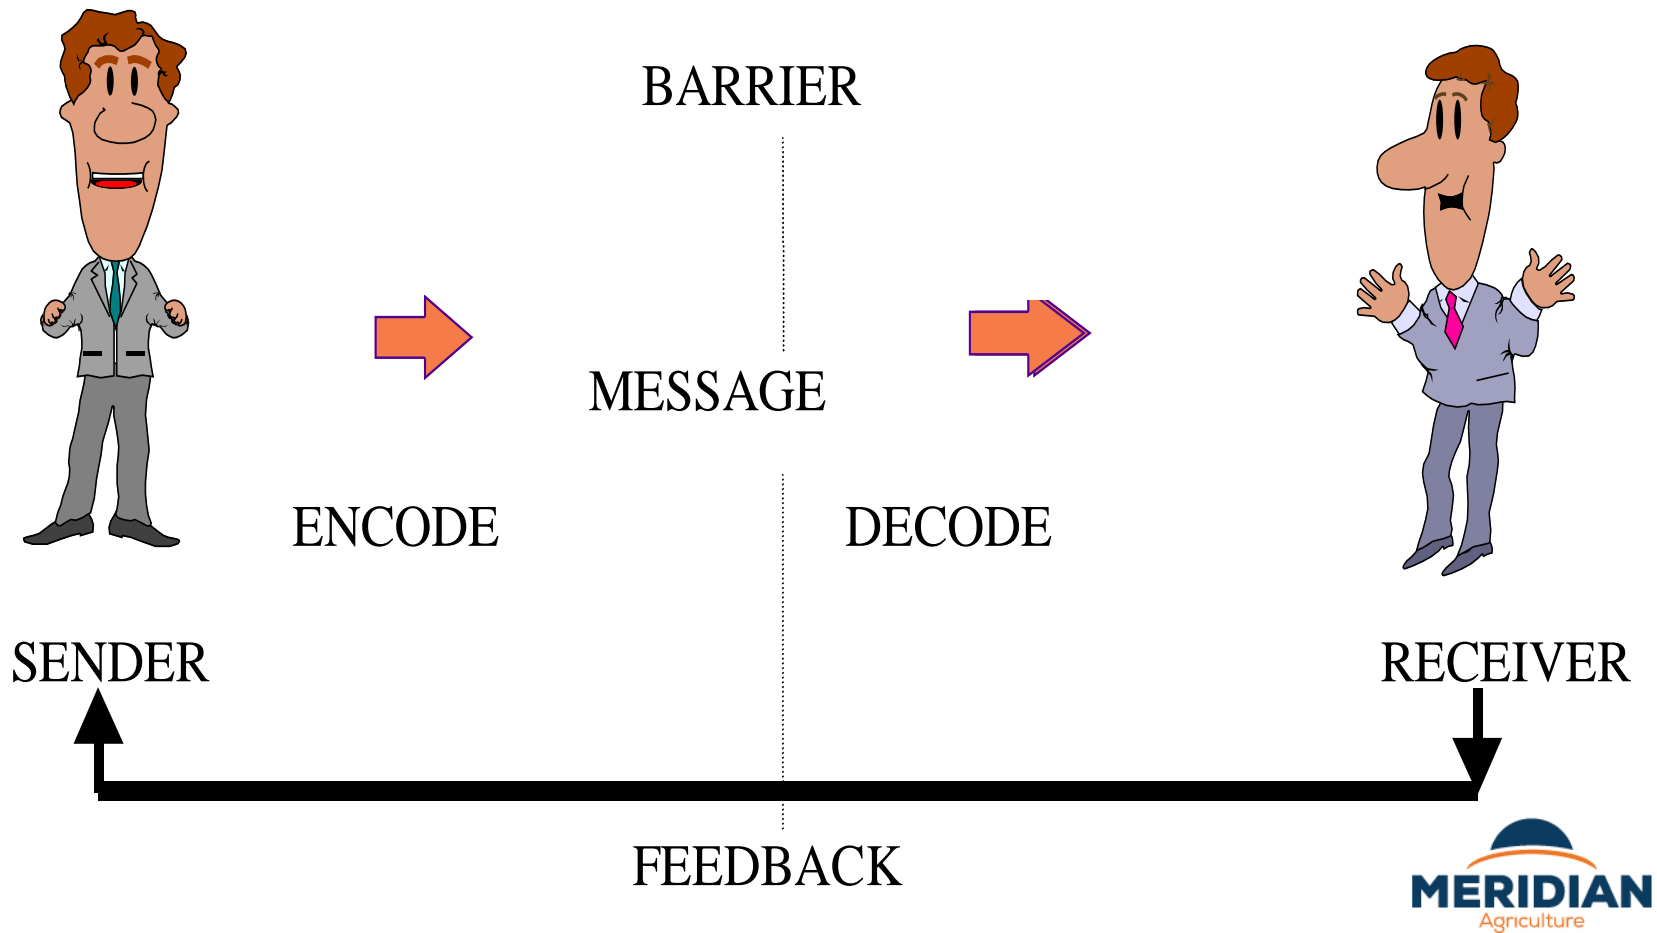 BARRIER
MESSAGE
ENCODE
DECODE
SENDER
RECEIVER
FEEDBACK
MERIDIAN
Agriculture